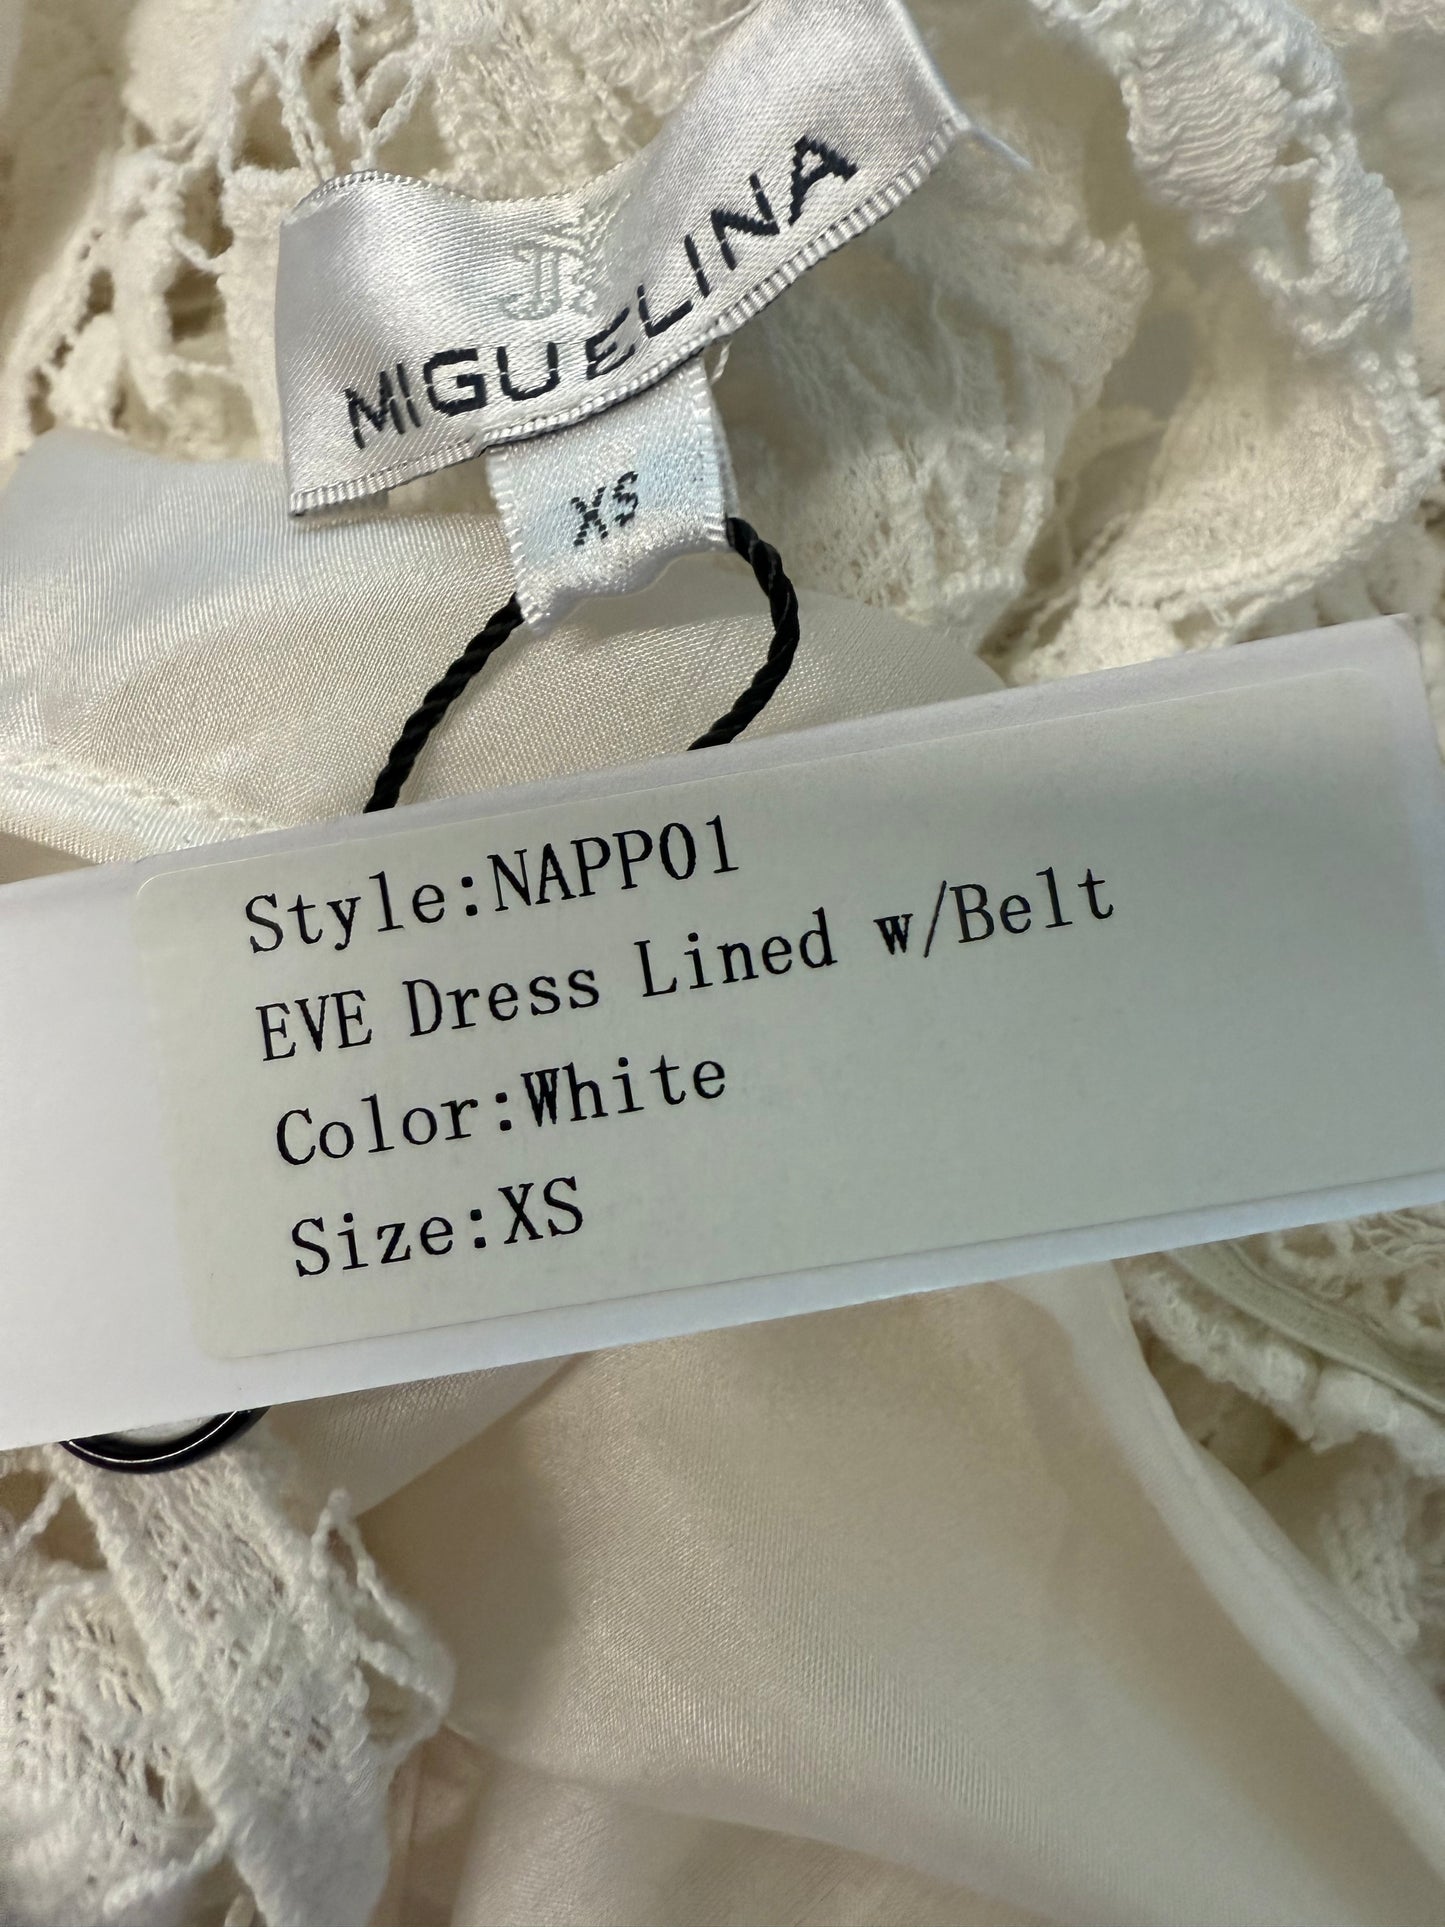 MIGUELINA
XS
Style:NAPP01
EVE Dress Lined w/Belt
Color:White
Size:XS